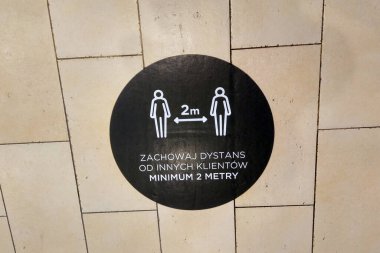 2m
ZACHOWAJ DYSTANS
OD INNYCH KLIENTÓW
MINIMUM 2 METRY